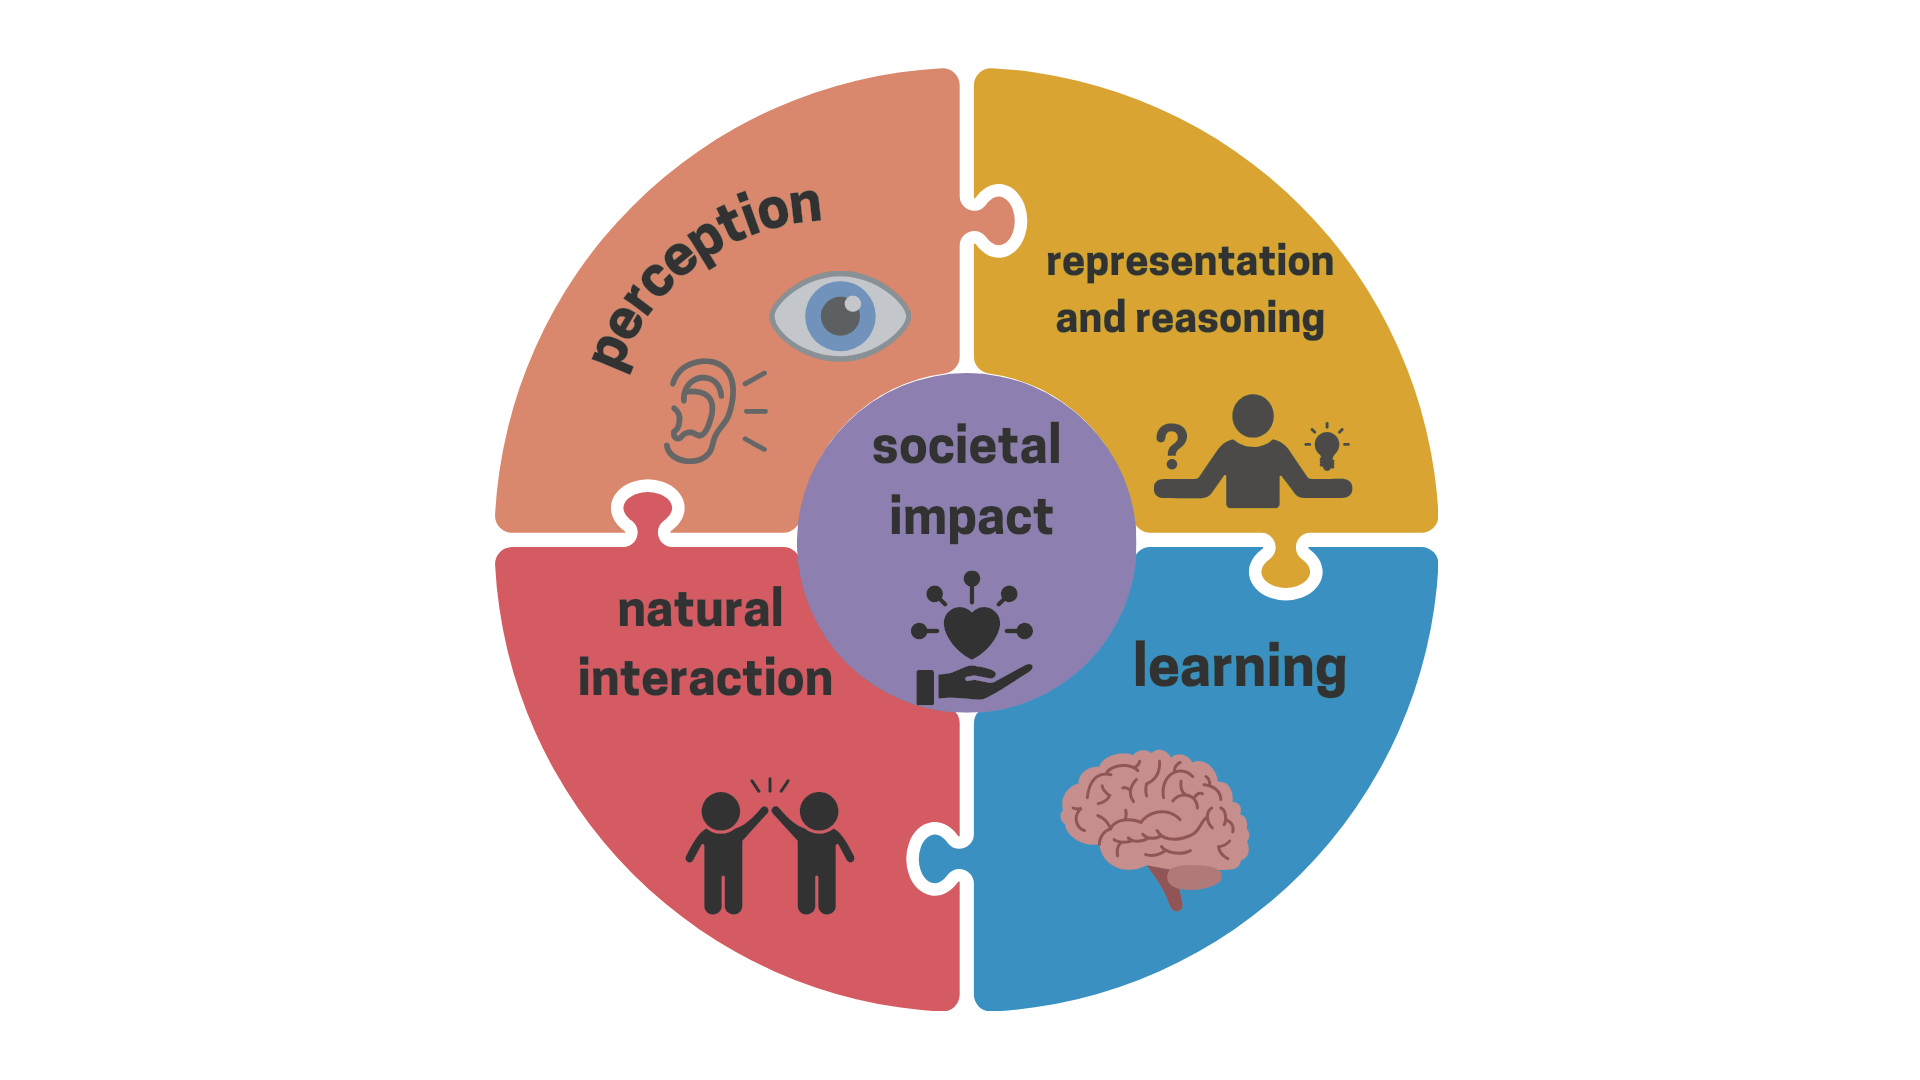 perception
representation
and reasoning
?
societal
impact
natural
interaction
learning